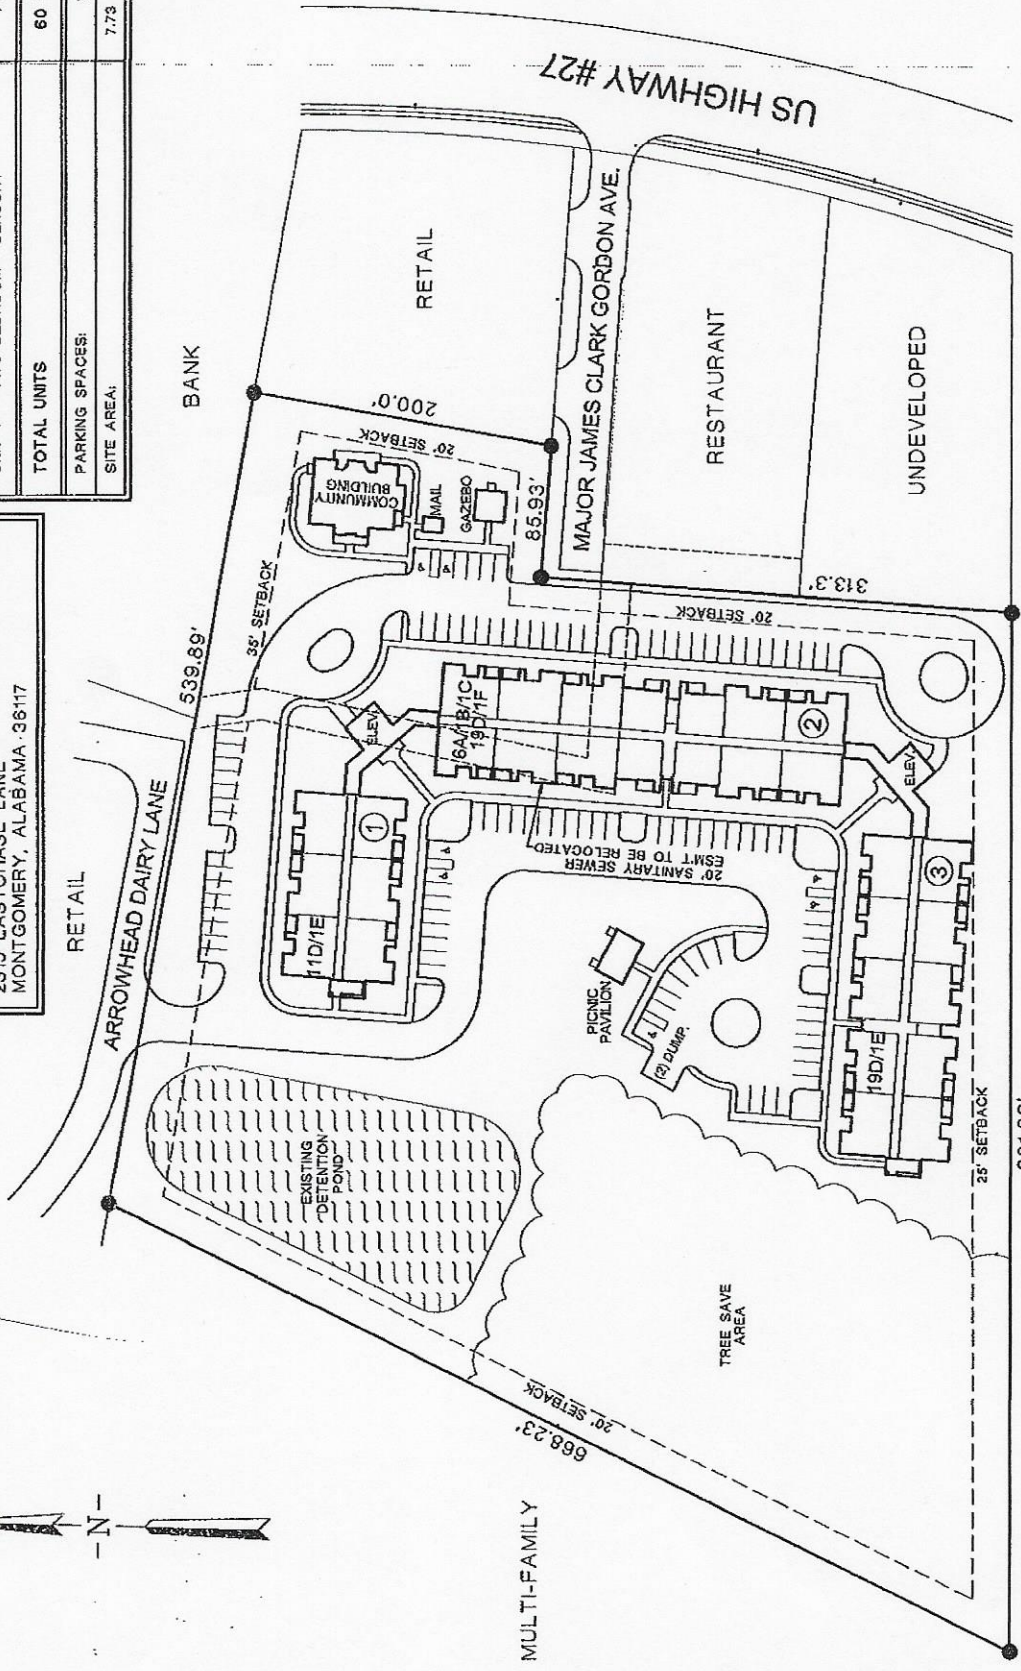 TOTAL UNITS 60
PARKING SPACES:
SITE AREA: 7.73
MONTGOMERY, ALABAMA 36117
US HIGHWAY #27
BANK
RETAIL
RETAIL
ARROWHEAD DAIRY LANE
539.89'
35' SETBACK
200.0'
20' SETBACK
COMMUNITY
BUILDING
MAIL
GAZEBO
85.93'
MAJOR JAMES CLARK GORDON AVE.
RESTAURANT
UNDEVELOPED
313.3'
20' SETBACK
ELEV.
6A/1B/1C
19D/1F
2
ELEV.
1
11D/1E
20' SANITARY SEWER
ESM'T TO BE RELOCATED
3
19D/1E
PICNIC
PAVILION
(2) DUMP.
25' SETBACK
EXISTING
DETENTION
POND
TREE SAVE
AREA
20' SETBACK
668.23'
MULTI-FAMILY
-N-